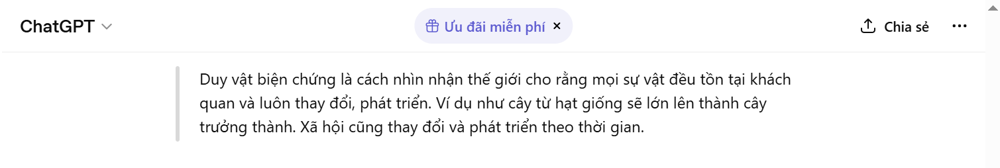 ChatGPT
Ưu đãi miễn phí ×
Chia sẻ
Duy vật biện chứng là cách nhìn nhận thế giới cho rằng mọi sự vật đều tồn tại khách
quan và luôn thay đổi, phát triển. Ví dụ như cây từ hạt giống sẽ lớn lên thành cây
trưởng thành. Xã hội cũng thay đổi và phát triển theo thời gian.